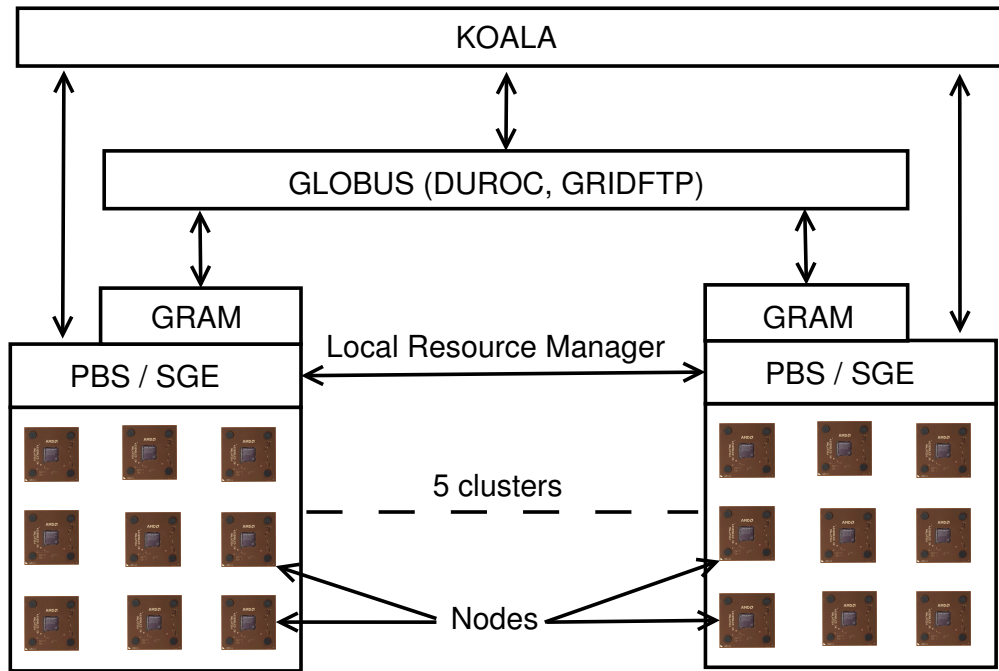 KOALA
GLOBUS (DUROC, GRIDFTP)
GRAM
GRAM
Local Resource Manager
PBS / SGE
PBS / SGE
5 clusters
Nodes